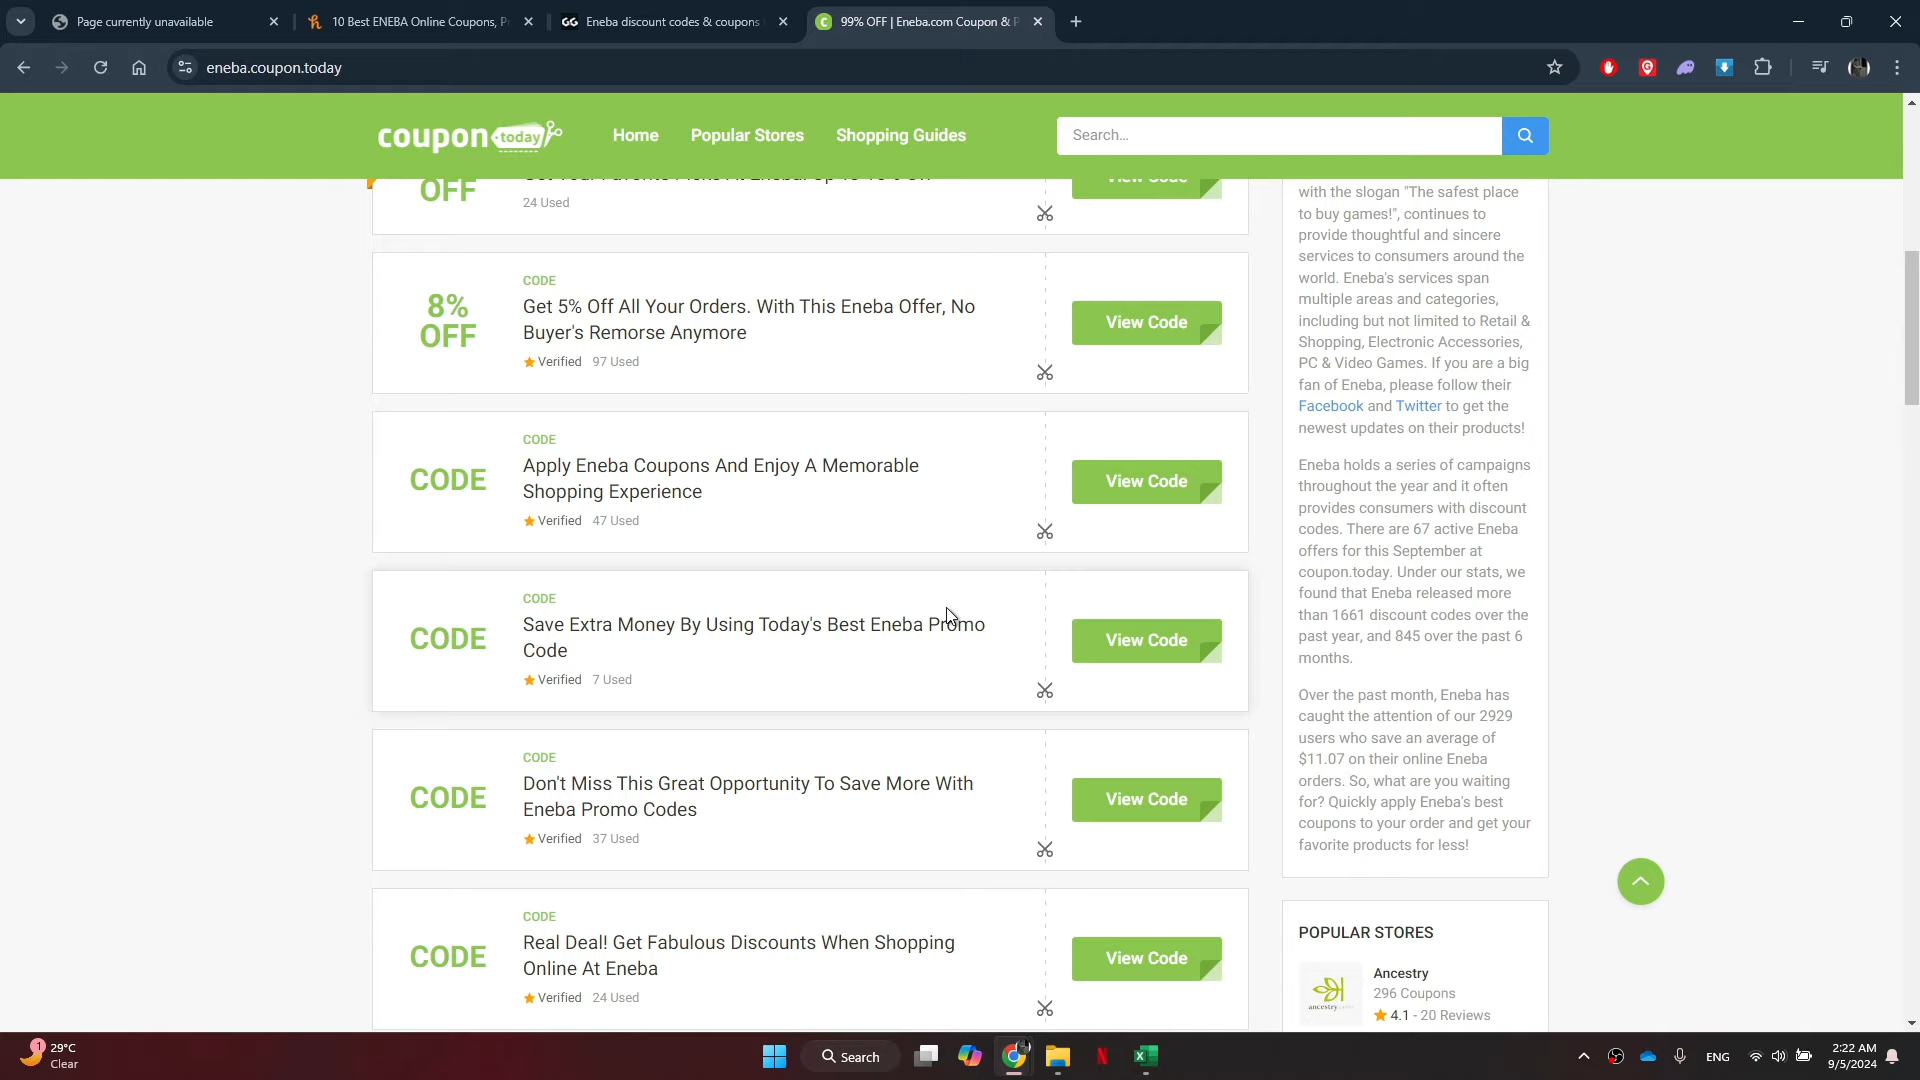 Page currently unavailable
10 Best ENEBA Online Coupons, P
GG Eneba discount codes & coupons
99% OFF | Eneba.com Coupon & P
eneba.coupon.today
coupon today
Home
Popular Stores
Shopping Guides
Search...
OFF
24 Used
View Code
CODE
8%
OFF
Get 5% Off All Your Orders. With This Eneba Offer, No
Buyer's Remorse Anymore
Verified 97 Used
View Code
CODE
CODE
Apply Eneba Coupons And Enjoy A Memorable
Shopping Experience
Verified 47 Used
View Code
CODE
CODE
Save Extra Money By Using Today's Best Eneba Promo
Code
Verified 7 Used
View Code
CODE
CODE
Don't Miss This Great Opportunity To Save More With
Eneba Promo Codes
Verified 37 Used
View Code
CODE
CODE
Real Deal! Get Fabulous Discounts When Shopping
Online At Eneba
Verified 24 Used
View Code
with the slogan "The safest place
to buy games!", continues to
provide thoughtful and sincere
services to consumers around the
world. Eneba's services span
multiple areas and categories,
including but not limited to Retail &
Shopping, Electronic Accessories,
PC & Video Games. If you are a big
fan of Eneba, please follow their
Facebook and Twitter to get the
newest updates on their products!
Eneba holds a series of campaigns
throughout the year and it often
provides consumers with discount
codes. There are 67 active Eneba
offers for this September at
coupon.today. Under our stats, we
found that Eneba released more
than 1661 discount codes over the
past year, and 845 over the past 6
months.
Over the past month, Eneba has
caught the attention of our 2929
users who save an average of
$11.07 on their online Eneba
orders. So, what are you waiting
for? Quickly apply Eneba's best
coupons to your order and get your
favorite products for less!
POPULAR STORES
Ancestry
296 Coupons
4.1 - 20 Reviews
1
29°C
Clear
Search
ENG
2:22 AM
9/5/2024